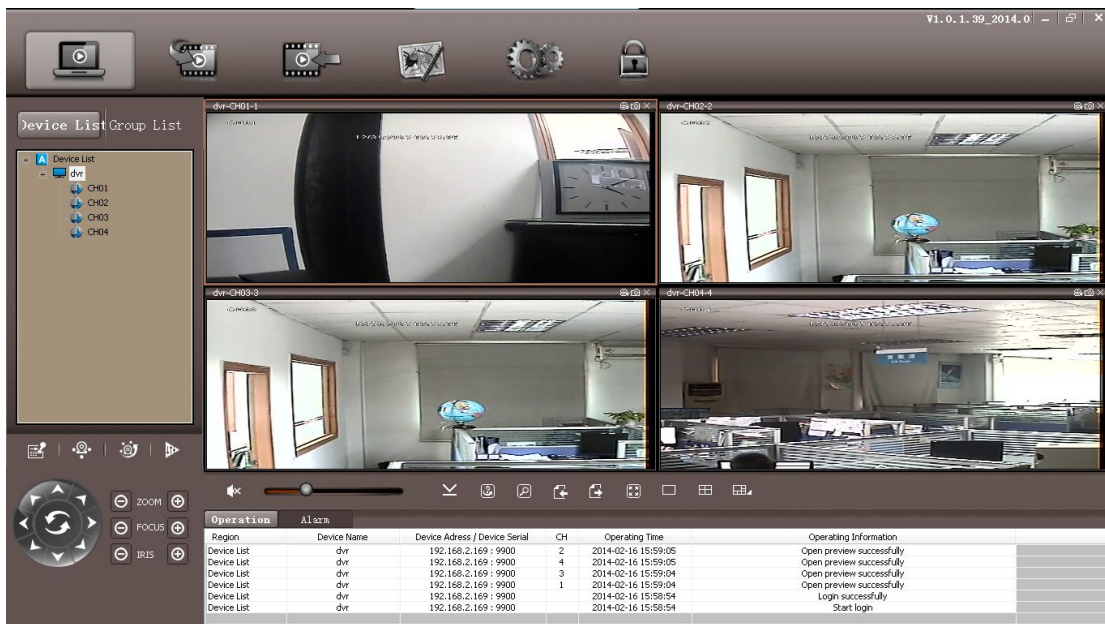 V1.0.1.39_2014.0
Device List Group List
Device List
dvr
CH01
CH02
CH03
CH04
dvr-CH01-1
dvr-CH02-2
dvr-CH03-3
dvr-CH04-4
ZOOM
FOCUS
IRIS
Operation Alarm
Region Device Name Device Adress / Device Serial CH Operating Time Operating Information
Device List dvr 192.168.2.169 : 9900 2 2014-02-16 15:59:05 Open preview successfully
Device List dvr 192.168.2.169 : 9900 4 2014-02-16 15:59:05 Open preview successfully
Device List dvr 192.168.2.169 : 9900 3 2014-02-16 15:59:04 Open preview successfully
Device List dvr 192.168.2.169 : 9900 1 2014-02-16 15:59:04 Open preview successfully
Device List dvr 192.168.2.169 : 9900 2014-02-16 15:58:54 Login successfully
Device List dvr 192.168.2.169 : 9900 2014-02-16 15:58:54 Start login